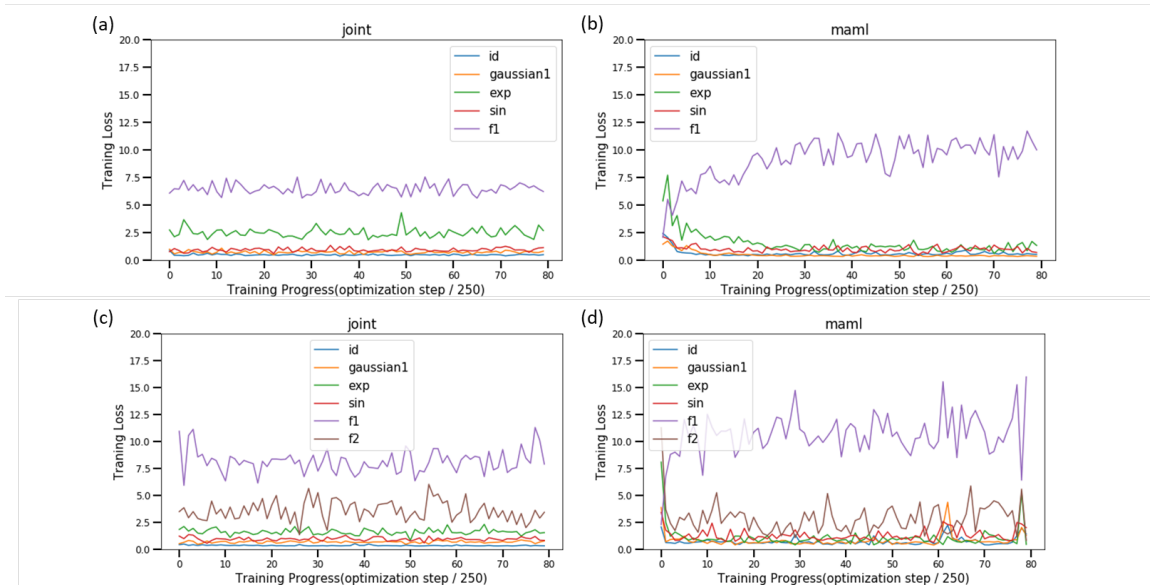 (a)
joint
20.0
17.5
15.0
12.5
10.0
7.5
5.0
2.5
0.0
Traning Loss
id
gaussian1
exp
sin
f1
0 10 20 30 40 50 60 70 80
Training Progress(optimization step / 250)
(b)
maml
20.0
17.5
15.0
12.5
10.0
7.5
5.0
2.5
0.0
Traning Loss
id
gaussian1
exp
sin
f1
0 10 20 30 40 50 60 70 80
Training Progress(optimization step / 250)
(c)
joint
20.0
17.5
15.0
12.5
10.0
7.5
5.0
2.5
0.0
Traning Loss
id
gaussian1
exp
sin
f1
f2
0 10 20 30 40 50 60 70 80
Training Progress(optimization step / 250)
(d)
maml
20.0
17.5
15.0
12.5
10.0
7.5
5.0
2.5
0.0
Traning Loss
id
gaussian1
exp
sin
f1
f2
0 10 20 30 40 50 60 70 80
Training Progress(optimization step / 250)